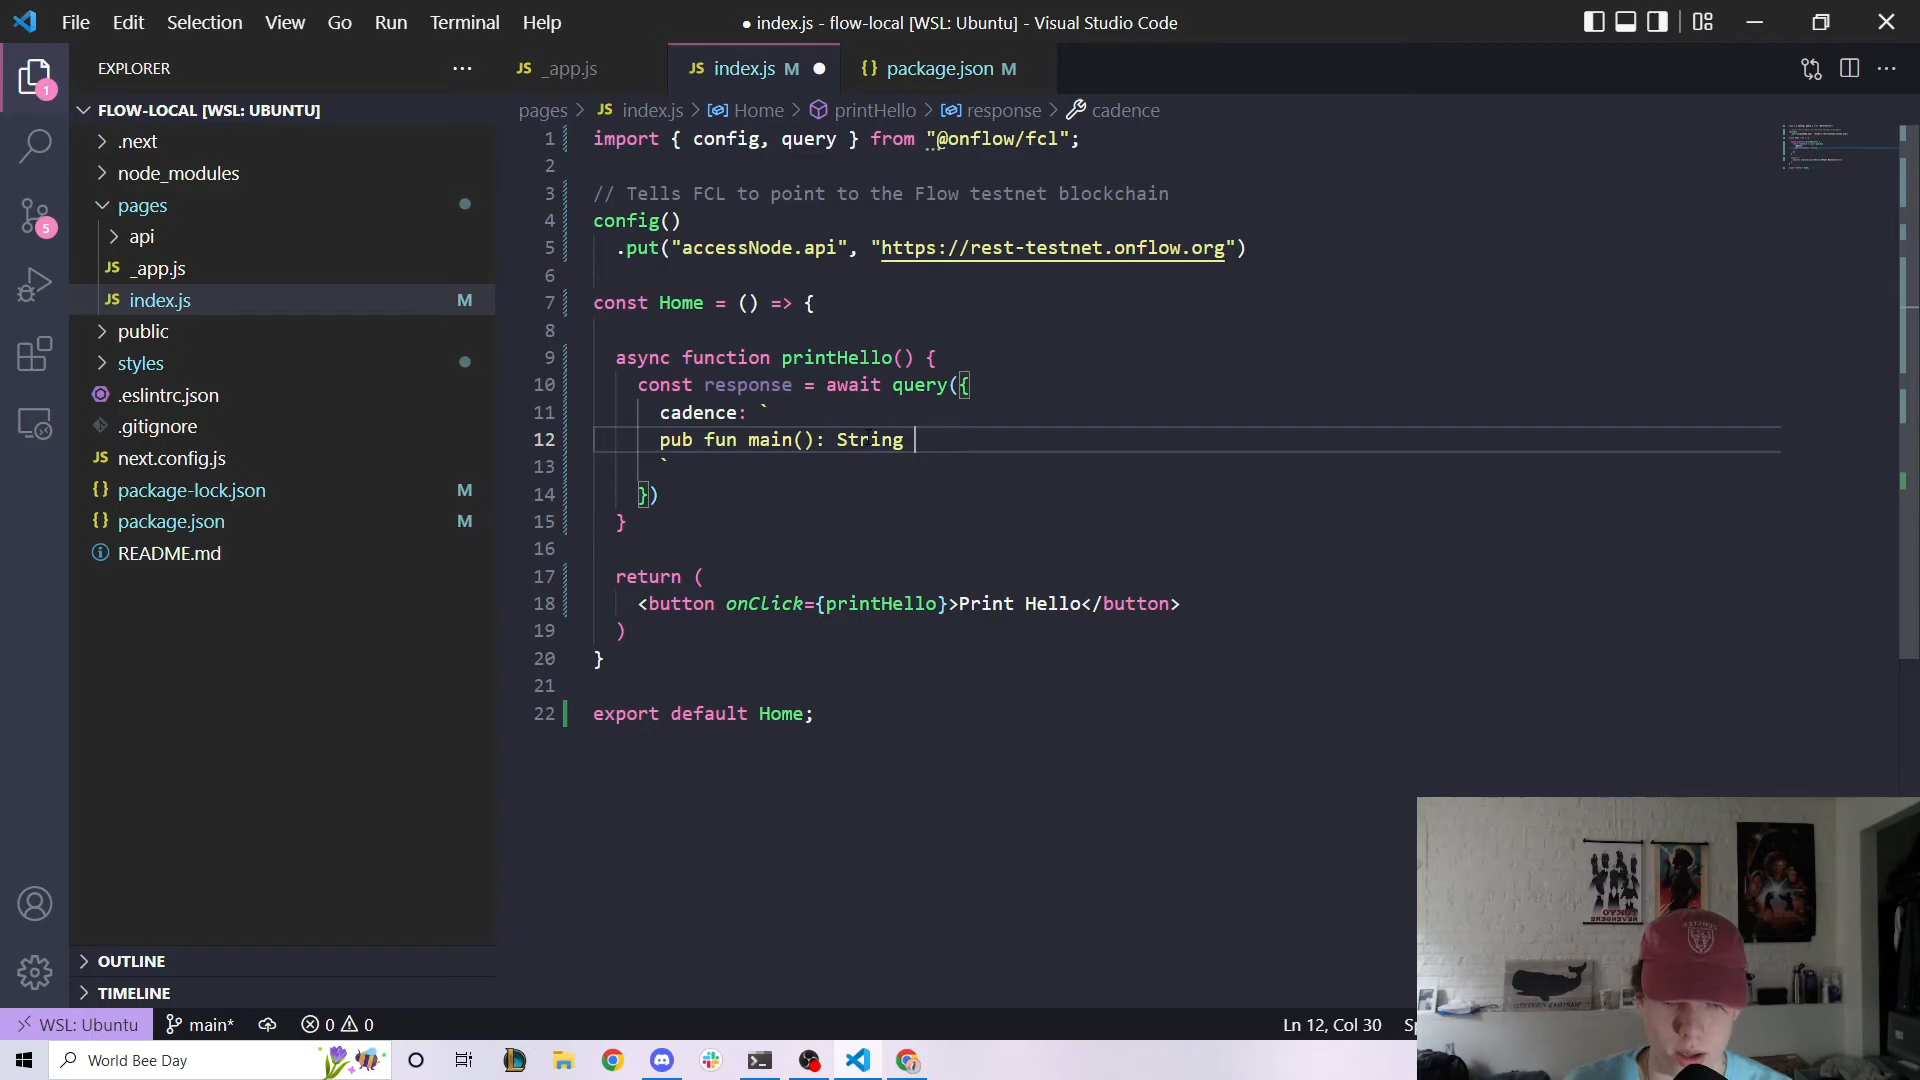 File Edit Selection View Go Run Terminal Help
● index.js - flow-local [WSL: Ubuntu] - Visual Studio Code
EXPLORER
JS _app.js
JS index.js M
{} package.json M
1
FLOW-LOCAL [WSL: UBUNTU]
pages > JS index.js > Home > printHello > response > cadence
.next
node_modules
pages
api
JS _app.js
JS index.js M
public
styles
.eslintrc.json
.gitignore
JS next.config.js
{} package-lock.json M
{} package.json M
README.md
5
1 import { config, query } from "@onflow/fcl";
2
3 // Tells FCL to point to the Flow testnet blockchain
4 config()
5 .put("accessNode.api", "https://rest-testnet.onflow.org")
6
7 const Home = () => {
8
9 async function printHello() {
10 const response = await query({
11 cadence: `
12 pub fun main(): String
13 `
14 })
15 }
16
17 return (
18 <button onClick={printHello}>Print Hello</button>
19 )
20 }
21
22 export default Home;
OUTLINE
TIMELINE
WSL: Ubuntu main* 0 0
Ln 12, Col 30
World Bee Day